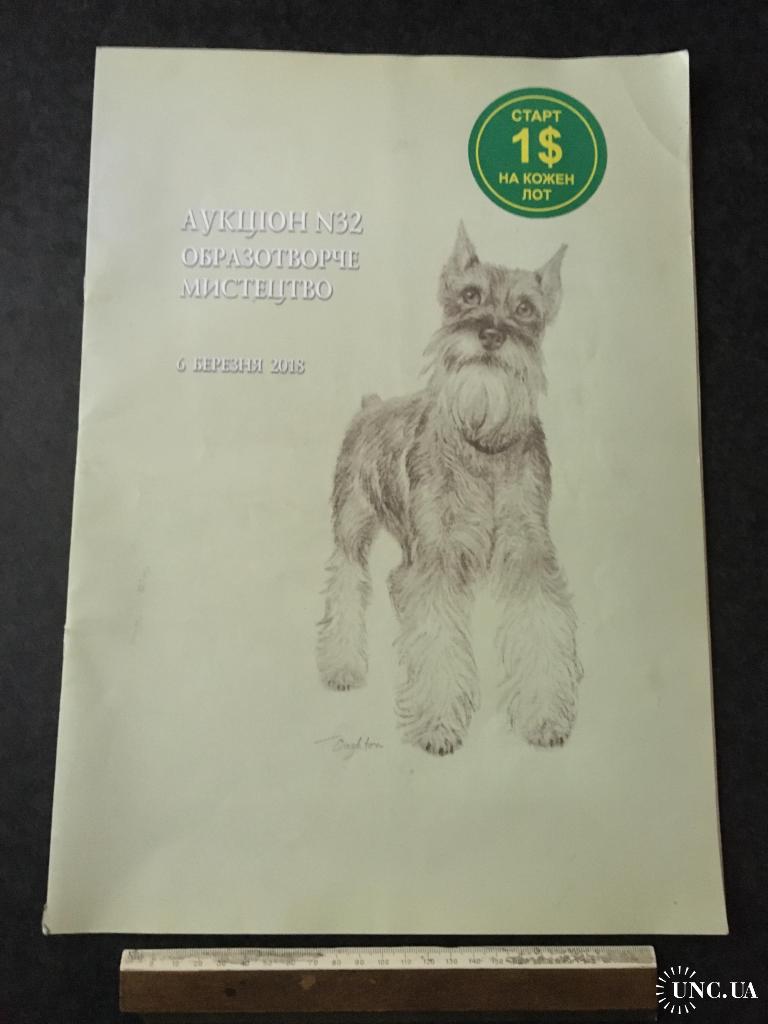 СТАРТ
1$
НА КОЖЕН
ЛОТ
АУКЦІОН N32
ОБРАЗОТВОРЧЕ
МИСТЕЦТВО
6 БЕРЕЗНЯ 2018
UNC.UA